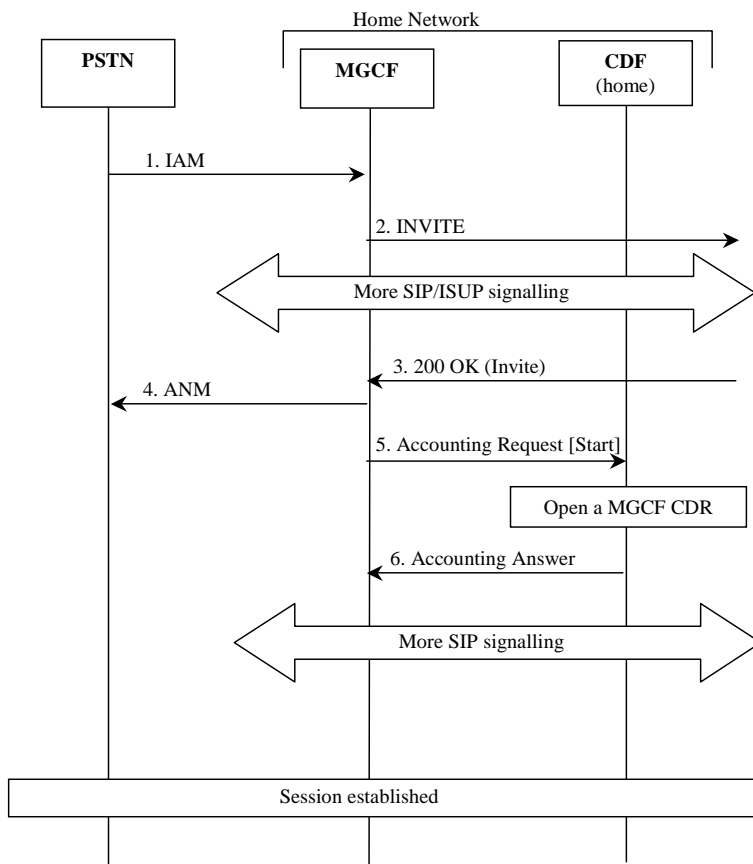 Home Network
PSTN
MGCF
CDF
(home)
1. IAM
2. INVITE
More SIP/ISUP signalling
3. 200 OK (Invite)
4. ANM
5. Accounting Request [Start]
Open a MGCF CDR
6. Accounting Answer
More SIP signalling
Session established